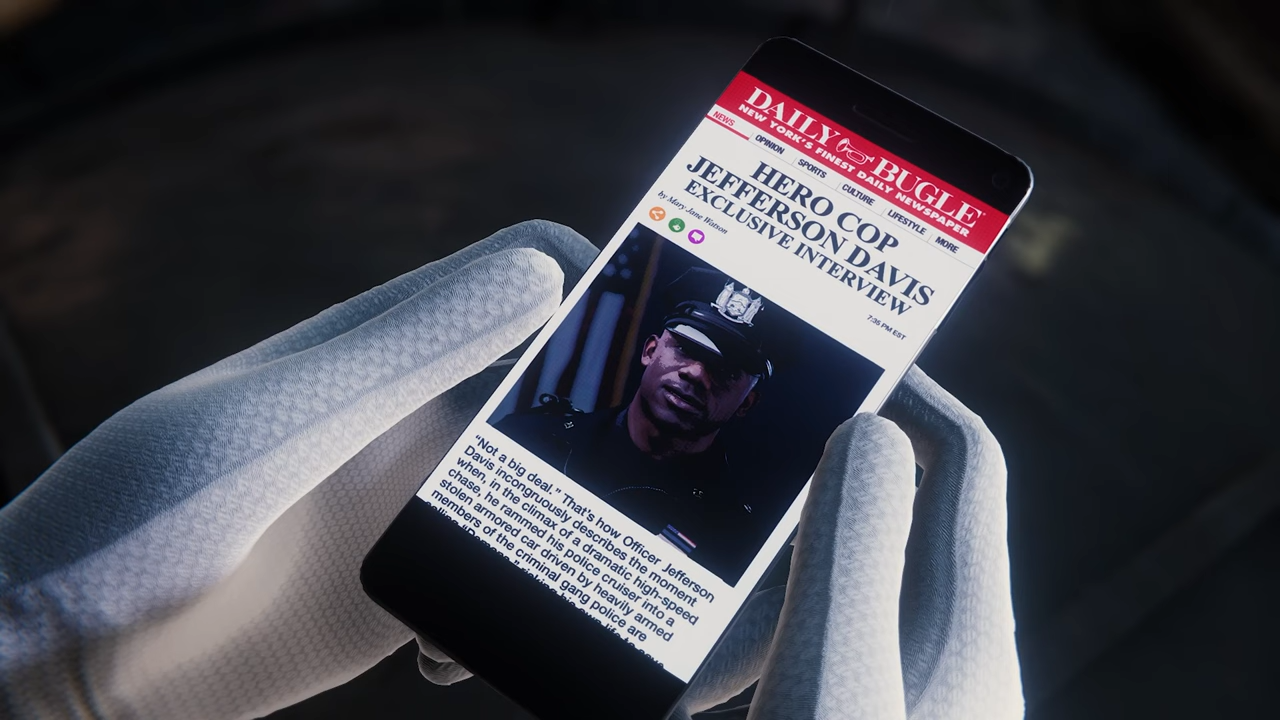 DAILY BUGLE
NEW YORK'S FINEST DAILY NEWSPAPER
NEWS OPINION SPORTS CULTURE LIFESTYLE MORE
HERO COP
JEFFERSON DAVIS
EXCLUSIVE INTERVIEW
by Mary Jane Watson
7:35 PM EST
"Not a big deal." That's how Officer Jefferson
Davis incongruously describes the moment
when, in the climax of a dramatic high-speed
chase, he rammed his police cruiser into a
stolen armored car driven by heavily armed
members of the criminal gang police are